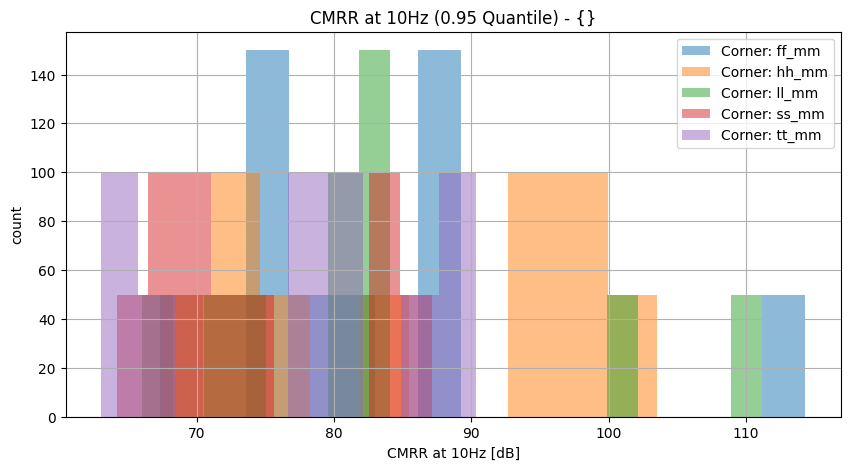 CMRR at 10Hz (0.95 Quantile) - {}
Corner: ff_mm
Corner: hh_mm
Corner: ll_mm
Corner: ss_mm
Corner: tt_mm
count
140
120
100
80
60
40
20
0
70
80
90
100
110
CMRR at 10Hz [dB]